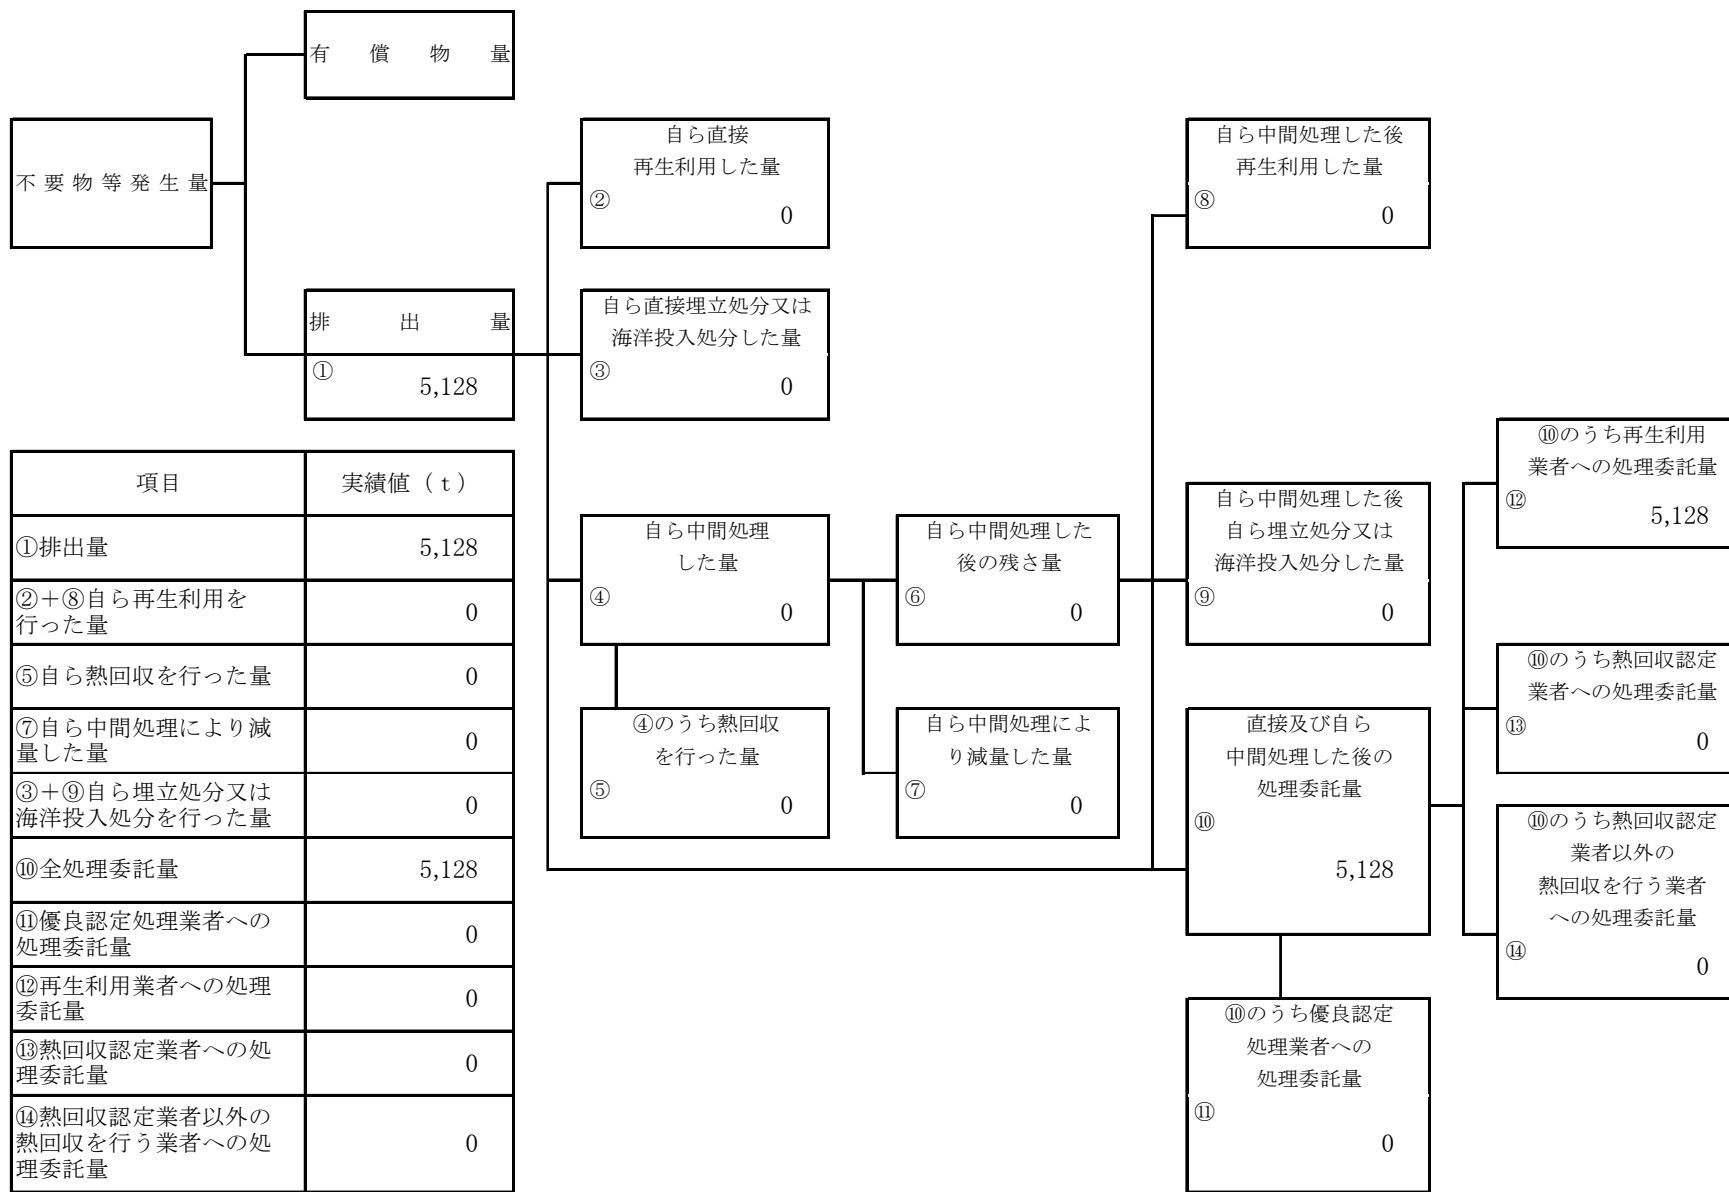 有償物量
不要物等発生量
排出量
①
5,128
自ら直接
再生利用した量
②
0
自ら直接埋立処分又は
海洋投入処分した量
③
0
自ら中間処理
した量
④
0
④のうち熱回収
を行った量
⑤
0
自ら中間処理した
後の残さ量
⑥
0
自ら中間処理によ
り減量した量
⑦
0
自ら中間処理した後
再生利用した量
⑧
0
自ら中間処理した後
自ら埋立処分又は
海洋投入処分した量
⑨
0
直接及び自ら
中間処理した後の
処理委託量
⑩
5,128
⑩のうち優良認定
処理業者への
処理委託量
⑪
0
⑩のうち再生利用
業者への処理委託量
⑫
5,128
⑩のうち熱回収認定
業者への処理委託量
⑬
0
⑩のうち熱回収認定
業者以外の
熱回収を行う業者
への処理委託量
⑭
0
項目 実績値(t)
①排出量 5,128
②+⑧自ら再生利用を
行った量 0
⑤自ら熱回収を行った量 0
⑦自ら中間処理により減
量した量 0
③+⑨自ら埋立処分又は
海洋投入処分を行った量 0
⑩全処理委託量 5,128
⑪優良認定処理業者への
処理委託量 0
⑫再生利用業者への処理
委託量 0
⑬熱回収認定業者への処
理委託量 0
⑭熱回収認定業者以外の
熱回収を行う業者への処
理委託量 0